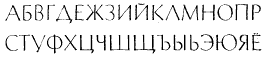 АБВГДЕЖЗИЙКЛМНОПР
СТУФХЦЧШЩЪЫЬЭЮЯЁ